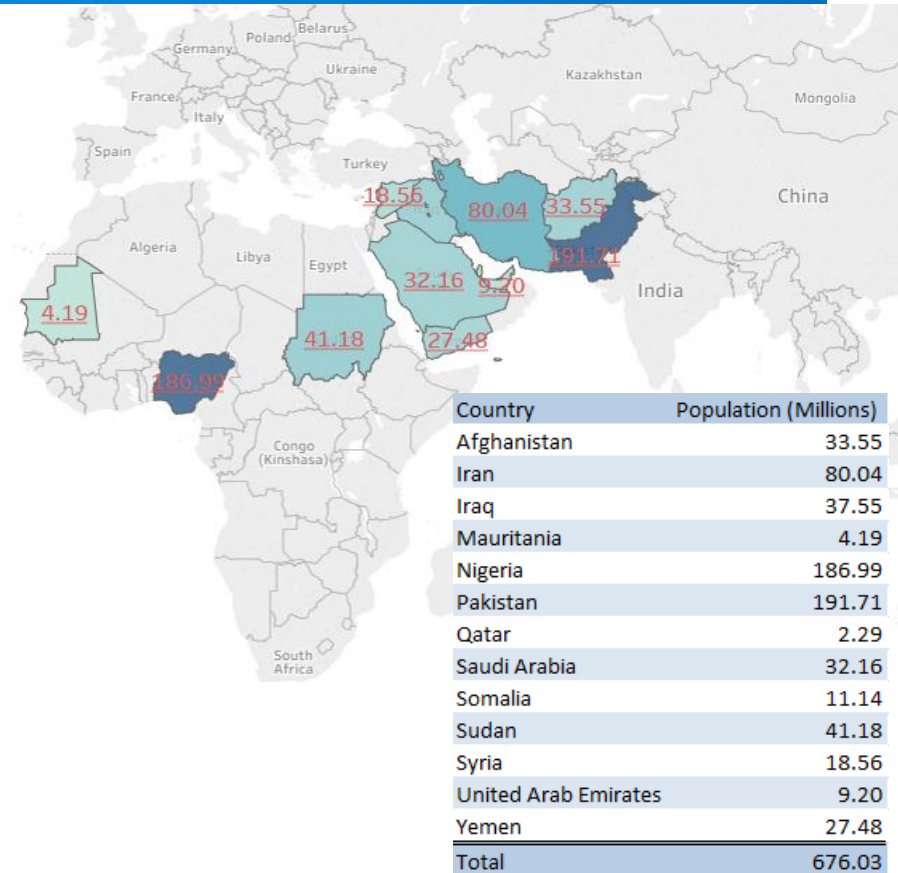 Belarus
Poland
Germany
Ukraine
Kazakhstan
France
Mongolia
Italy
Spain
Turkey
18.56
80.04
33.55
China
Algeria
Libya
Egypt
191.71
32.16
9.20
India
4.19
41.18
27.48
186.99
Congo
(Kinshasa)
South
Africa
Country Population (Millions)
Afghanistan 33.55
Iran 80.04
Iraq 37.55
Mauritania 4.19
Nigeria 186.99
Pakistan 191.71
Qatar 2.29
Saudi Arabia 32.16
Somalia 11.14
Sudan 41.18
Syria 18.56
United Arab Emirates 9.20
Yemen 27.48
Total 676.03